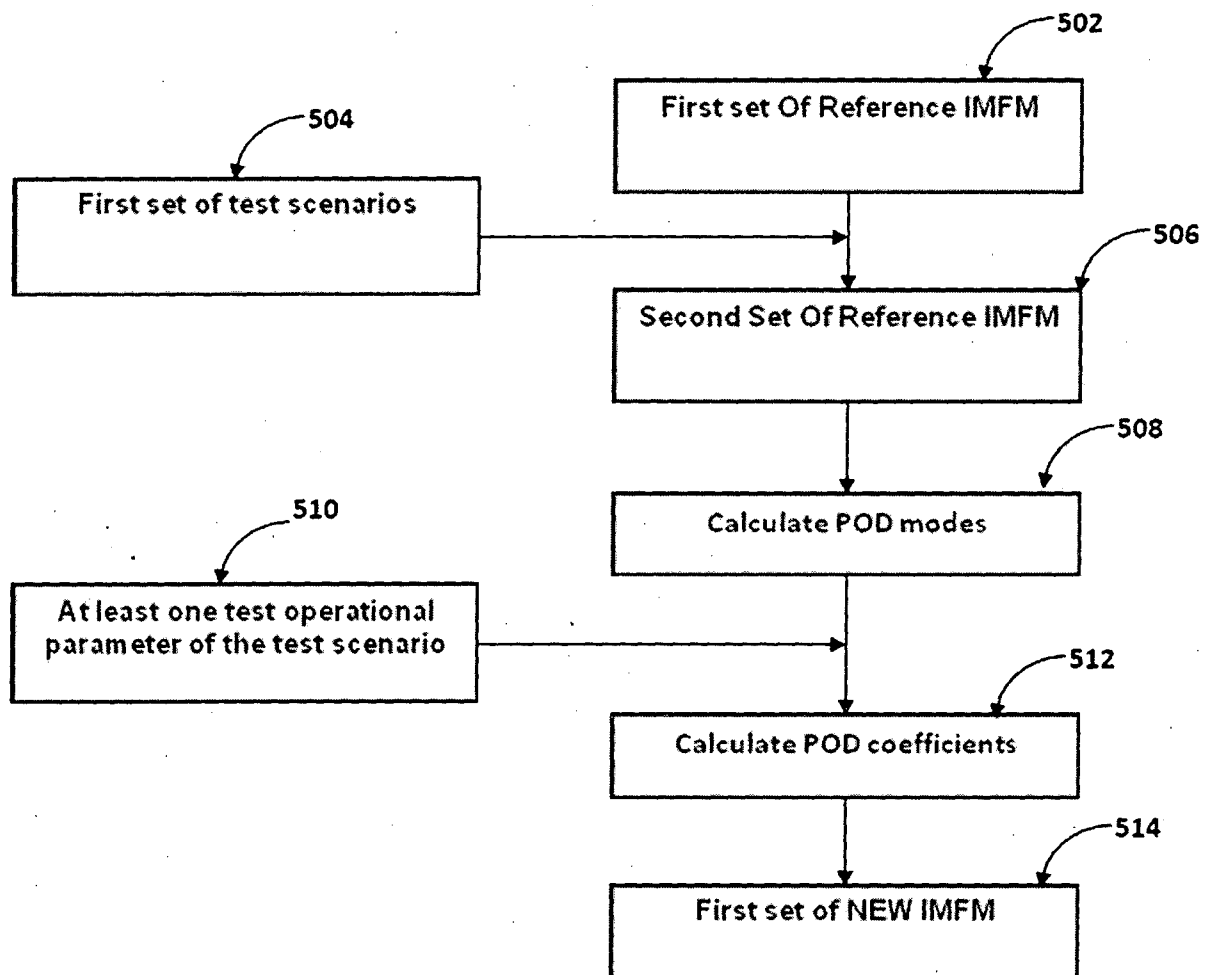 502
First set Of Reference IMFM
504
First set of test scenarios
506
Second Set Of Reference IMFM
508
Calculate POD modes
510
At least one test operational
parameter of the test scenario
512
Calculate POD coefficients
514
First set of NEW IMFM